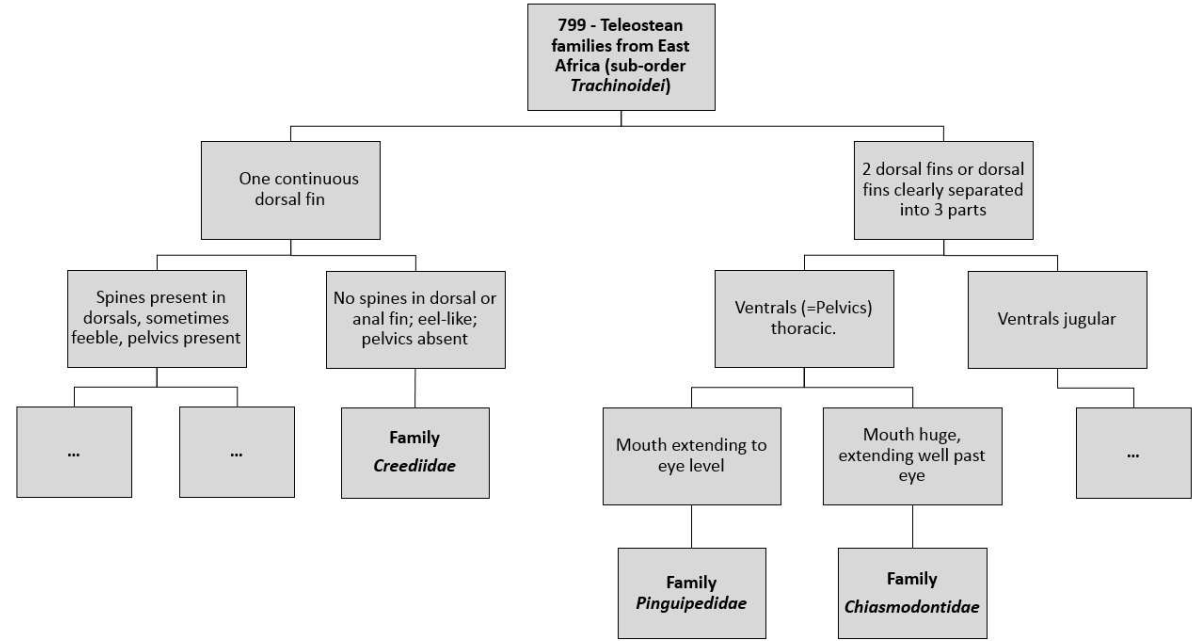 799 - Teleostean
families from East
Africa (sub-order
Trachinoidei)
One continuous
dorsal fin
2 dorsal fins or dorsal
fins clearly separated
into 3 parts
Spines present in
dorsals, sometimes
feeble, pelvics present
No spines in dorsal or
anal fin; eel-like;
pelvics absent
Ventrals (=Pelvics)
thoracic.
Ventrals jugular
...
...
Family
Creediidae
Mouth extending to
eye level
Mouth huge,
extending well past
eye
...
Family
Pinguipedidae
Family
Chiasmodontidae